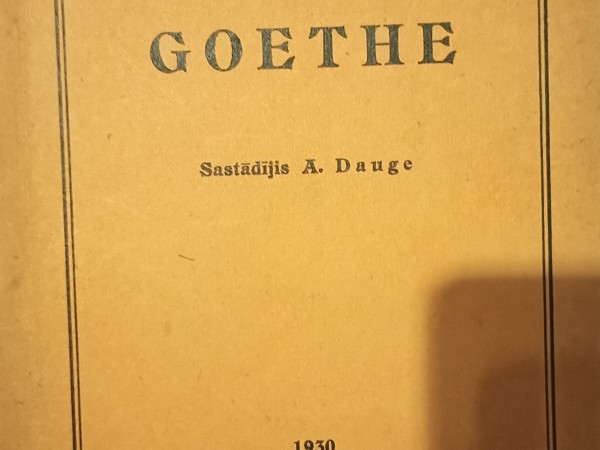 GOETHE
Sastādījis A. Dauge
1930